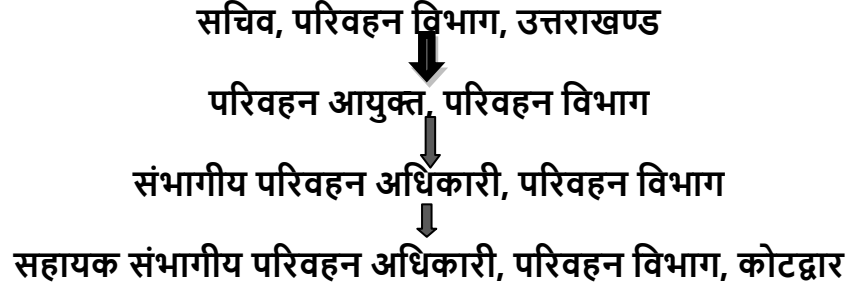 सचिव, परिवहन विभाग, उत्तराखण्ड
परिवहन आयुक्त, परिवहन विभाग
संभागीय परिवहन अधिकारी, परिवहन विभाग
सहायक संभागीय परिवहन अधिकारी, परिवहन विभाग, कोटद्वार